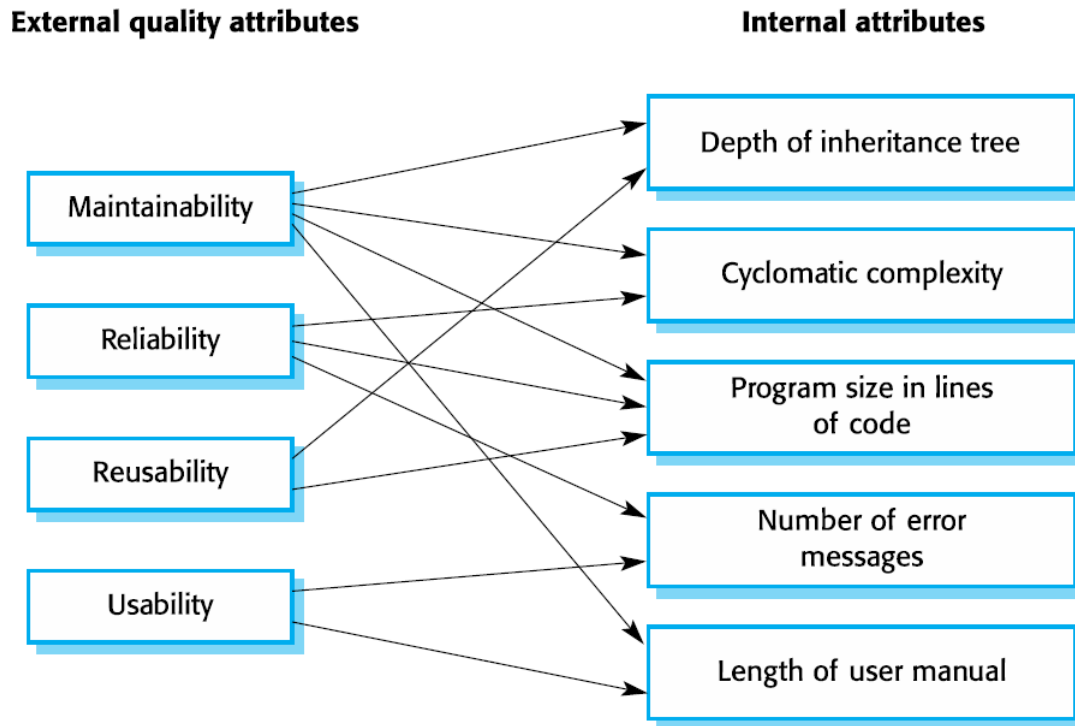 External quality attributes
Internal attributes
Maintainability
Reliability
Reusability
Usability
Depth of inheritance tree
Cyclomatic complexity
Program size in lines
of code
Number of error
messages
Length of user manual